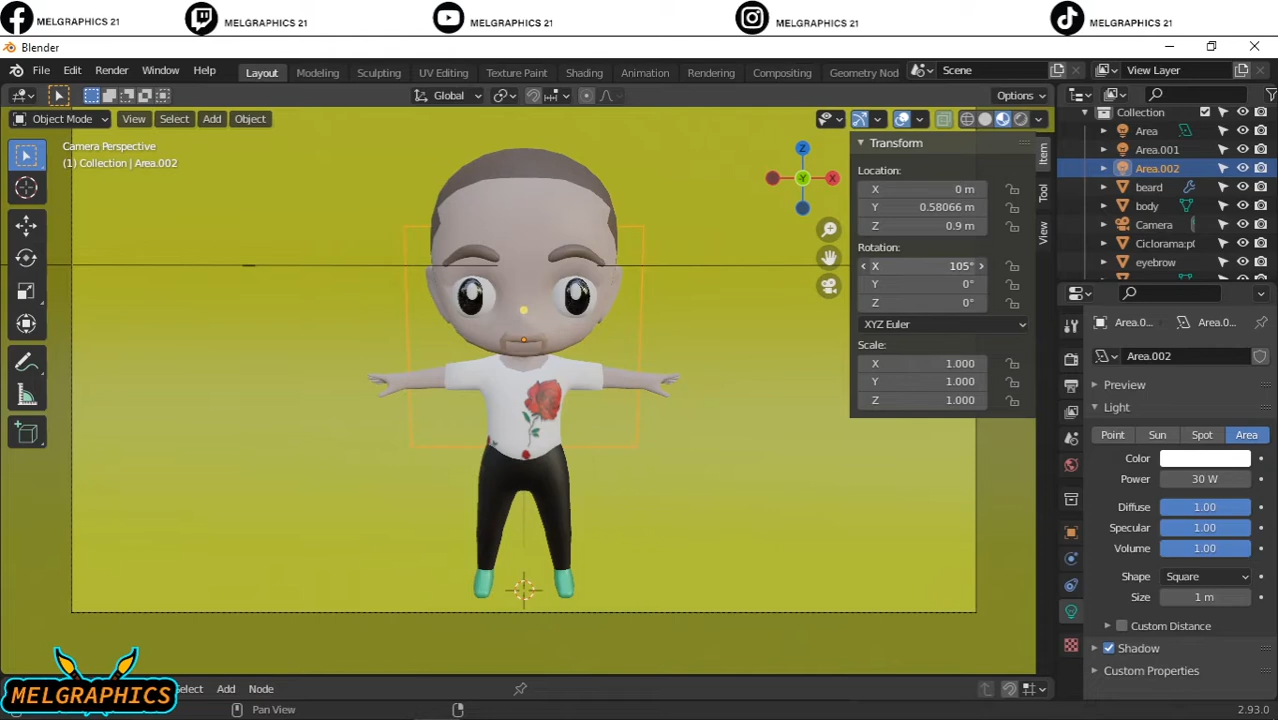 MELGRAPHICS 21 MELGRAPHICS 21 MELGRAPHICS 21 MELGRAPHICS 21 MELGRAPHICS 21
Blender
File Edit Render Window Help Layout Modeling Sculpting UV Editing Texture Paint Shading Animation Rendering Compositing Geometry Nod Scene View Layer
Global Options
Object Mode View Select Add Object
Camera Perspective
(1) Collection | Area.002
Z
Y
X
Transform
Location:
X 0 m
Y 0.58066 m
Z 0.9 m
Rotation:
X 105°
Y 0°
Z 0°
XYZ Euler
Scale:
X 1.000
Y 1.000
Z 1.000
Item
Tool
View
Collection
Area
Area.001
Area.002
beard
body
Camera
Ciclorama:p(
eyebrow
Area.0... Area.0...
Area.002
Preview
Light
Point Sun Spot Area
Color
Power 30 W
Diffuse 1.00
Specular 1.00
Volume 1.00
Shape Square
Size 1 m
Custom Distance
Shadow
Custom Properties
MELGRAPHICS
elect Add Node
Pan View
2.93.0